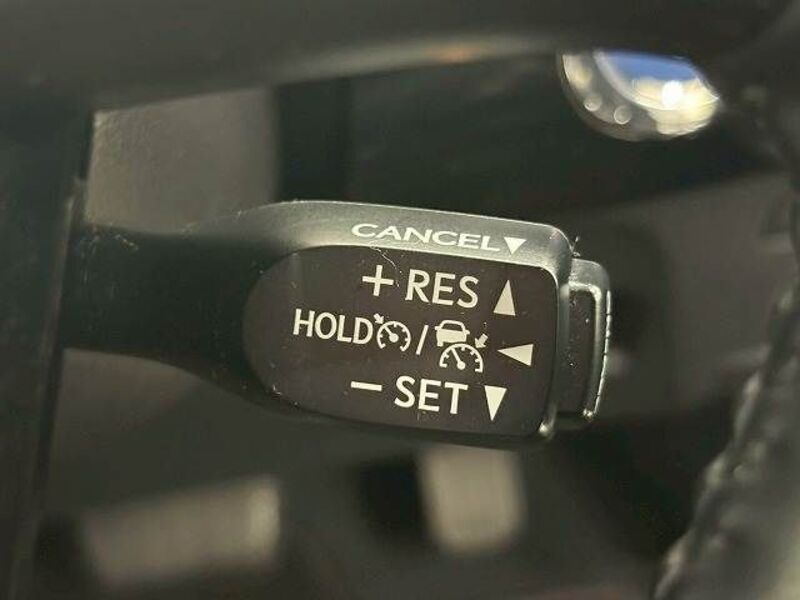 CANCEL▼
+ RES ▲
HOLD / ◄
− SET ▼